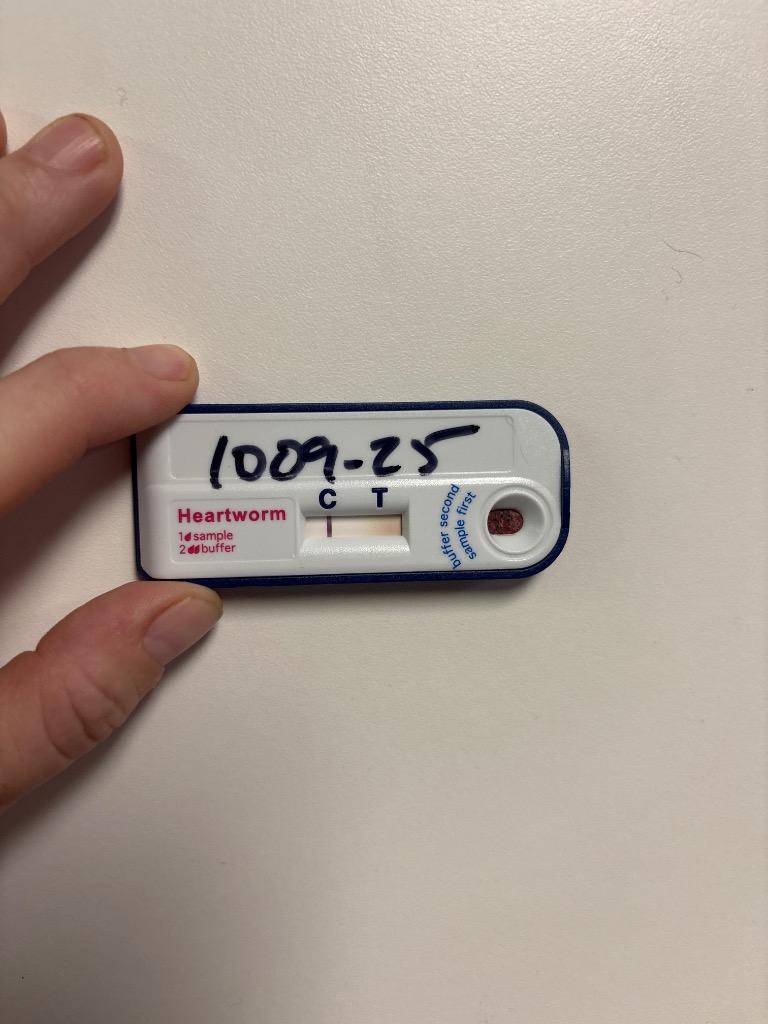 1009-25
C T
Heartworm
1 sample
2 buffer
buffer second
sample first